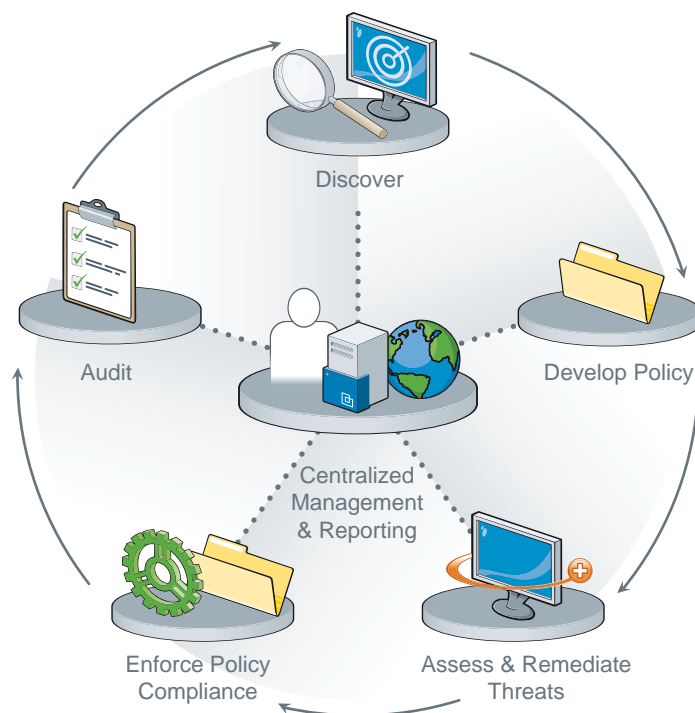 Discover
Audit
Develop Policy
Centralized
Management
& Reporting
Enforce Policy
Compliance
Assess & Remediate
Threats